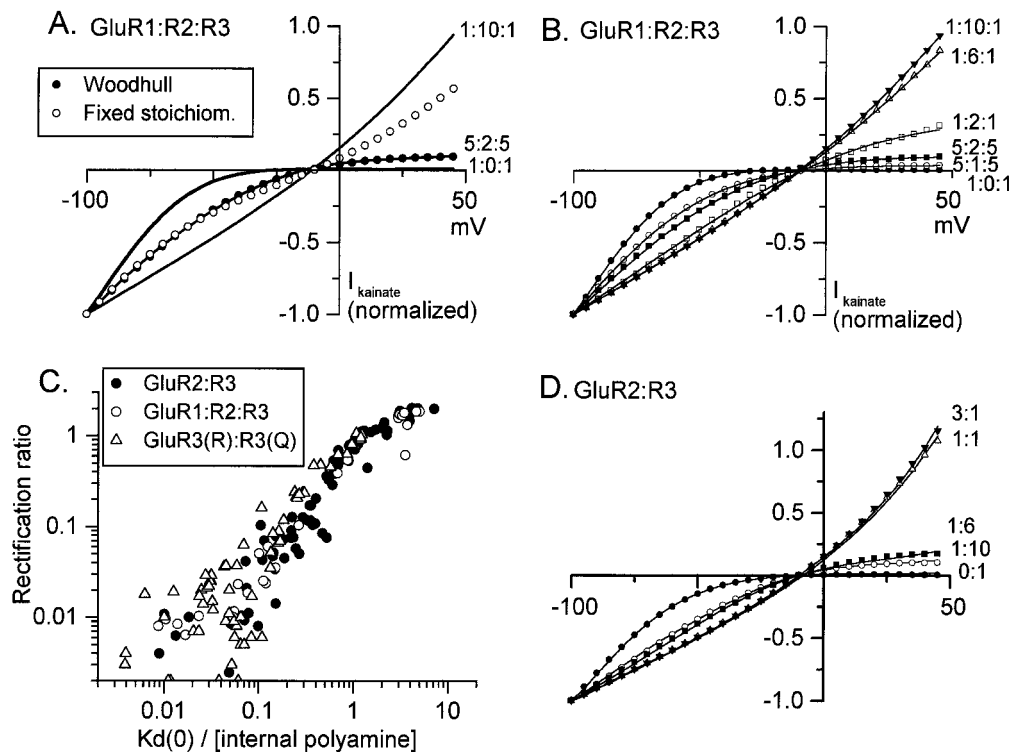 A. GluR1:R2:R3
Woodhull
Fixed stoichiom.
1.0
0.5
-0.5
-1.0
-100
50
mV
1:10:1
5:2:5
1:0:1
I kainate
(normalized)
B. GluR1:R2:R3
1.0
0.5
-0.5
-1.0
-100
50
mV
1:10:1
1:6:1
1:2:1
5:2:5
5:1:5
1:0:1
I kainate
(normalized)
C.
GluR2:R3
GluR1:R2:R3
GluR3(R):R3(Q)
Rectification ratio
1
0.1
0.01
0.01
0.1
1
10
Kd(0) / [internal polyamine]
D. GluR2:R3
1.0
0.5
-0.5
-1.0
-100
50
3:1
1:1
1:6
1:10
0:1